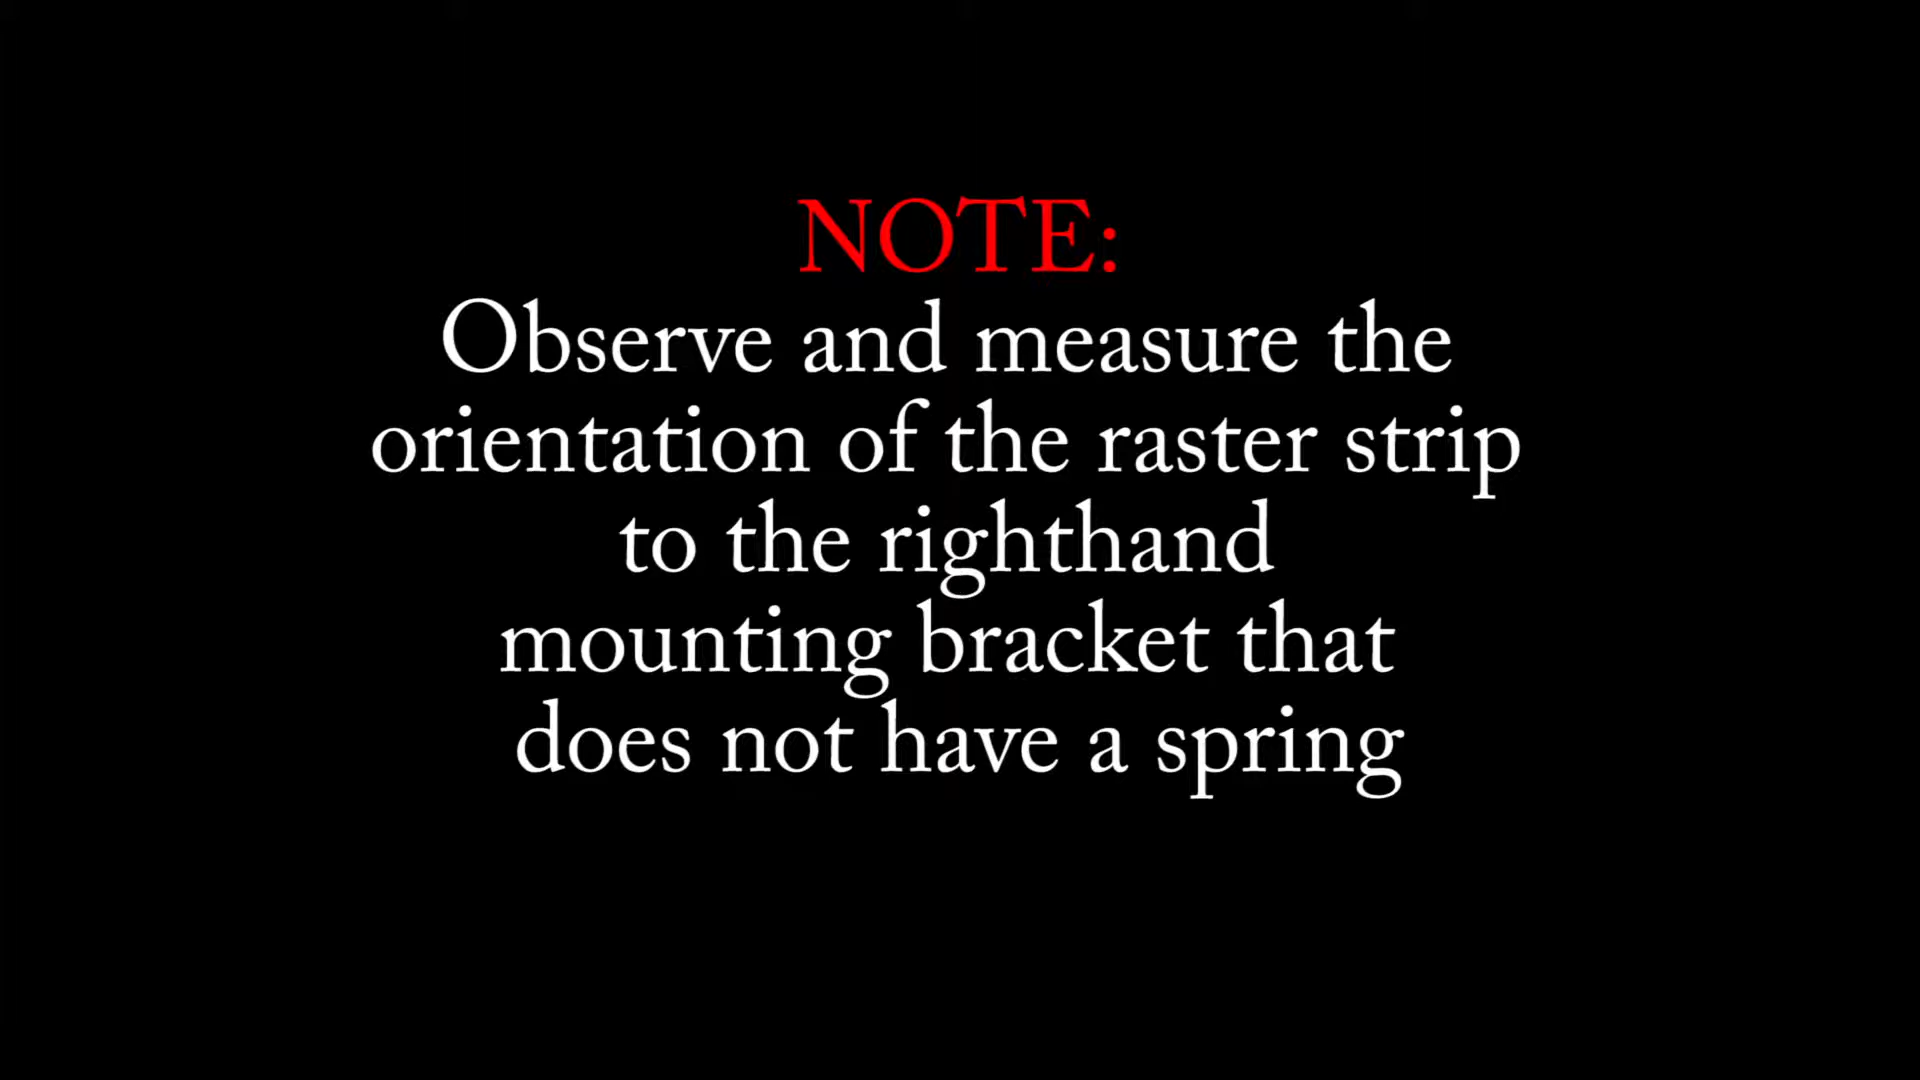 NOTE:
Observe and measure the
orientation of the raster strip
to the righthand
mounting bracket that
does not have a spring